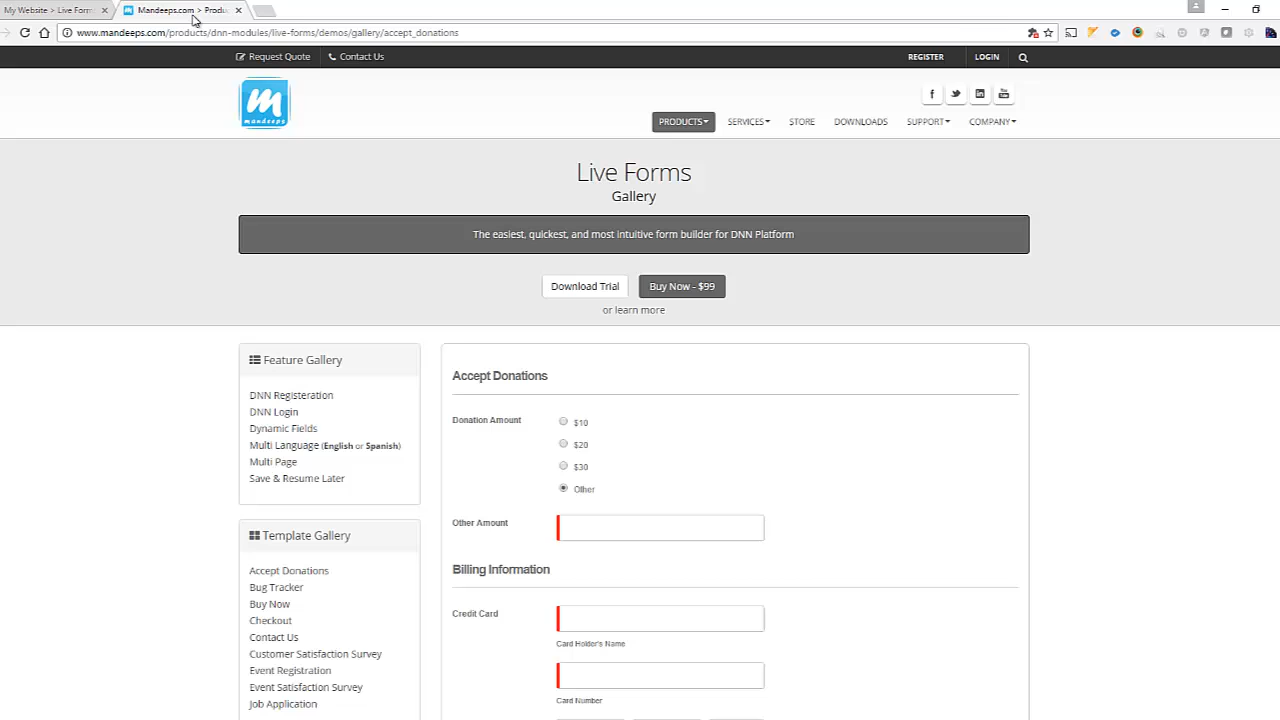 My Website > Live Form
Mandeeps.com > Produ
www.mandeeps.com/products/dnn-modules/live-forms/demos/gallery/accept_donations
Request Quote
Contact Us
REGISTER
LOGIN
m
mandeeps
PRODUCTS
SERVICES
STORE
DOWNLOADS
SUPPORT
COMPANY
Live Forms
Gallery
The easiest, quickest, and most intuitive form builder for DNN Platform
Download Trial
Buy Now - $99
or learn more
Feature Gallery
DNN Registeration
DNN Login
Dynamic Fields
Multi Language (English or Spanish)
Multi Page
Save & Resume Later
Template Gallery
Accept Donations
Bug Tracker
Buy Now
Checkout
Contact Us
Customer Satisfaction Survey
Event Registration
Event Satisfaction Survey
Job Application
Accept Donations
Donation Amount
$10
$20
$30
Other
Other Amount
Billing Information
Credit Card
Card Holder's Name
Card Number